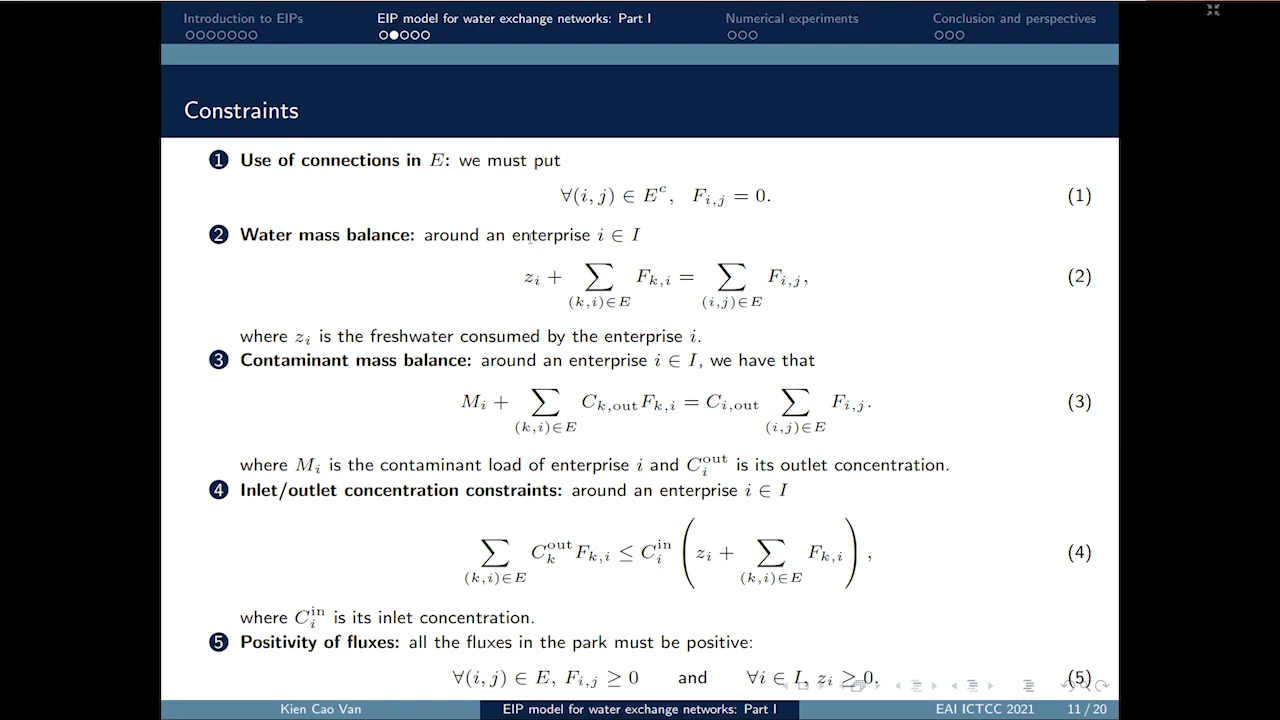 Introduction to EIPs EIP model for water exchange networks: Part I Numerical experiments Conclusion and perspectives
Constraints
1 Use of connections in E: we must put
∀(i, j) ∈ E^c, F_{i,j} = 0. (1)
2 Water mass balance: around an enterprise i ∈ I
z_i + ∑_{(k,i)∈E} F_{k,i} = ∑_{(i,j)∈E} F_{i,j}, (2)
where z_i is the freshwater consumed by the enterprise i.
3 Contaminant mass balance: around an enterprise i ∈ I, we have that
M_i + ∑_{(k,i)∈E} C_{k,out} F_{k,i} = C_{i,out} ∑_{(i,j)∈E} F_{i,j}. (3)
where M_i is the contaminant load of enterprise i and C_i^{out} is its outlet concentration.
4 Inlet/outlet concentration constraints: around an enterprise i ∈ I
∑_{(k,i)∈E} C_k^{out} F_{k,i} ≤ C_i^{in} (z_i + ∑_{(k,i)∈E} F_{k,i}), (4)
where C_i^{in} is its inlet concentration.
5 Positivity of fluxes: all the fluxes in the park must be positive:
∀(i, j) ∈ E, F_{i,j} ≥ 0 and ∀i ∈ I, z_i ≥ 0. (5)
Kien Cao Van EIP model for water exchange networks: Part I EAI ICTCC 2021 11 / 20